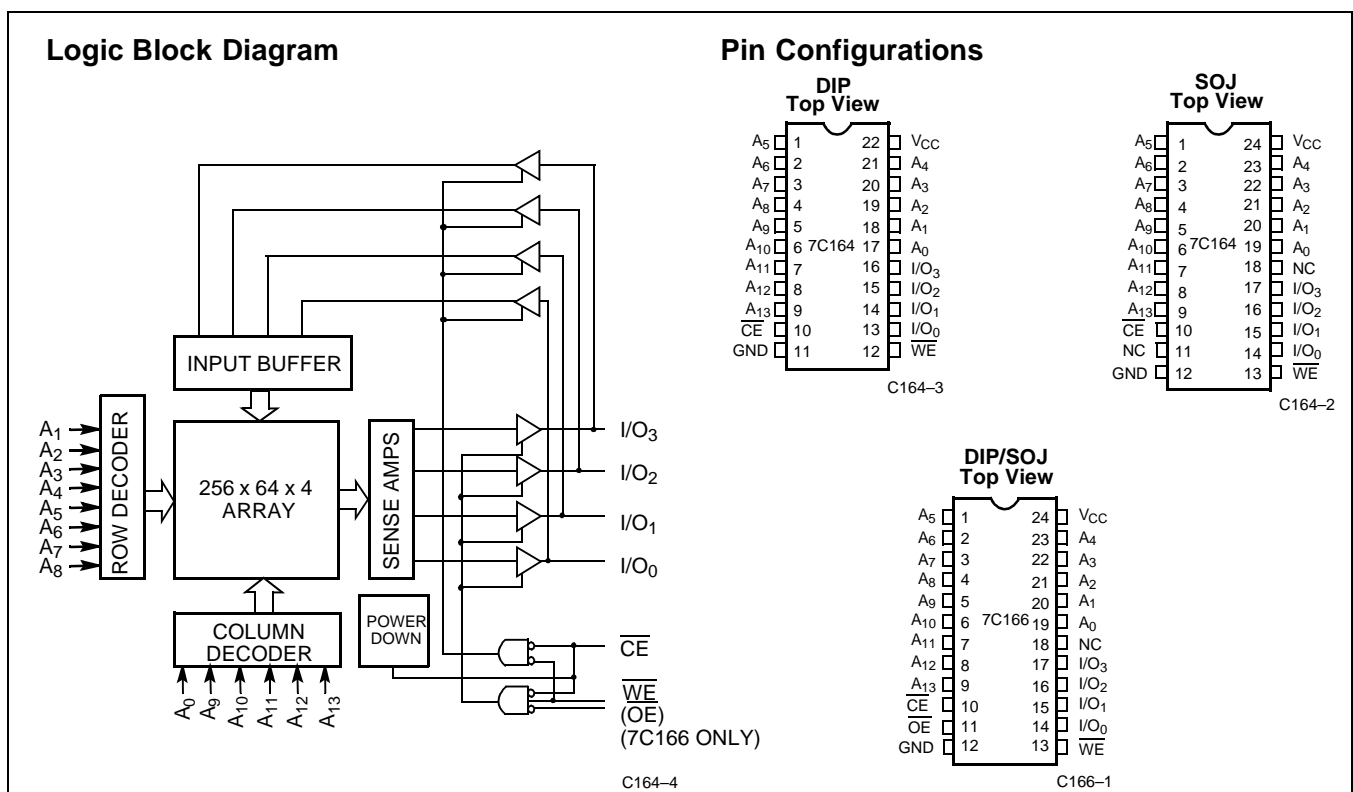 Logic Block Diagram
INPUT BUFFER
A1
A2
A3
A4
A5
A6
A7
A8
ROW DECODER
256 x 64 x 4
ARRAY
SENSE AMPS
I/O3
I/O2
I/O1
I/O0
COLUMN
DECODER
A0 A9 A10 A11 A12 A13
POWER
DOWN
CE
WE
(OE)
(7C166 ONLY)
C164–4
Pin Configurations
DIP
Top View
A5 1 22 VCC
A6 2 21 A4
A7 3 20 A3
A8 4 19 A2
A9 5 18 A1
A10 6 7C164 17 A0
A11 7 16 I/O3
A12 8 15 I/O2
A13 9 14 I/O1
CE 10 13 I/O0
GND 11 12 WE
C164–3
SOJ
Top View
A5 1 24 VCC
A6 2 23 A4
A7 3 22 A3
A8 4 21 A2
A9 5 20 A1
A10 6 7C164 19 A0
A11 7 18 NC
A12 8 17 I/O3
A13 9 16 I/O2
CE 10 15 I/O1
NC 11 14 I/O0
GND 12 13 WE
C164–2
DIP/SOJ
Top View
A5 1 24 VCC
A6 2 23 A4
A7 3 22 A3
A8 4 21 A2
A9 5 20 A1
A10 6 7C166 19 A0
A11 7 18 NC
A12 8 17 I/O3
A13 9 16 I/O2
CE 10 15 I/O1
OE 11 14 I/O0
GND 12 13 WE
C166–1